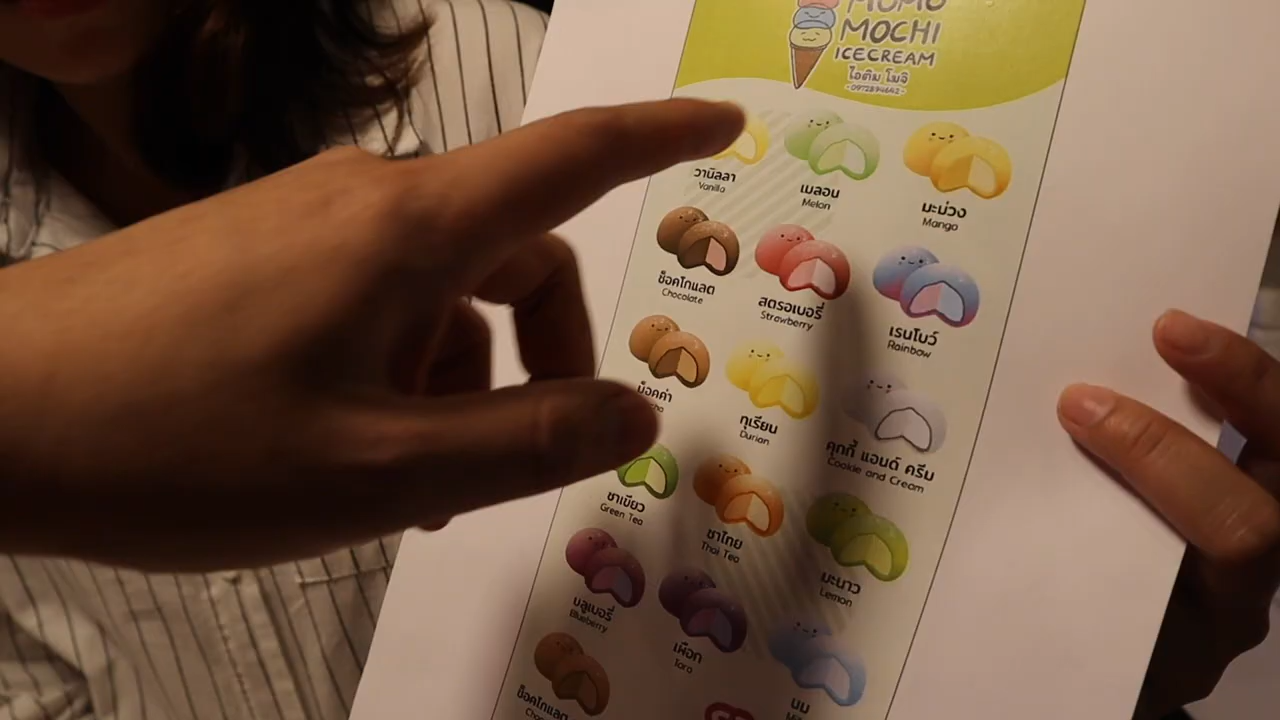 MOMO
MOCHI
ICECREAM
ไอติม โมจิ
วานิลลา
Vanilla
เมลอน
Melon
มะม่วง
Mango
ช็อคโกแลต
Chocolate
สตรอเบอรี่
Strawberry
เรนโบว์
Rainbow
ม็อคค่า
ทุเรียน
Durian
คุกกี้ แอนด์ ครีม
Cookie and Cream
ชาเขียว
Green Tea
ชาไทย
Thai Tea
มะนาว
Lemon
บลูเบอรี่
Blueberry
เผือก
Taro
นม
ช็อคโกแลต